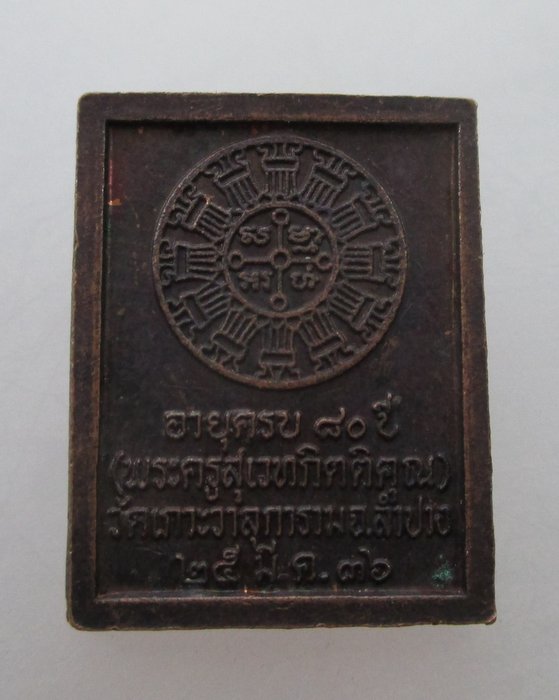 อายุครบ ๘๐ ปี
(พระครูสุเวทกิตติคุณ)
วัดเกาะวาลุการาม จ.ลำปาง
๒๕ มี.ค. ๓๖